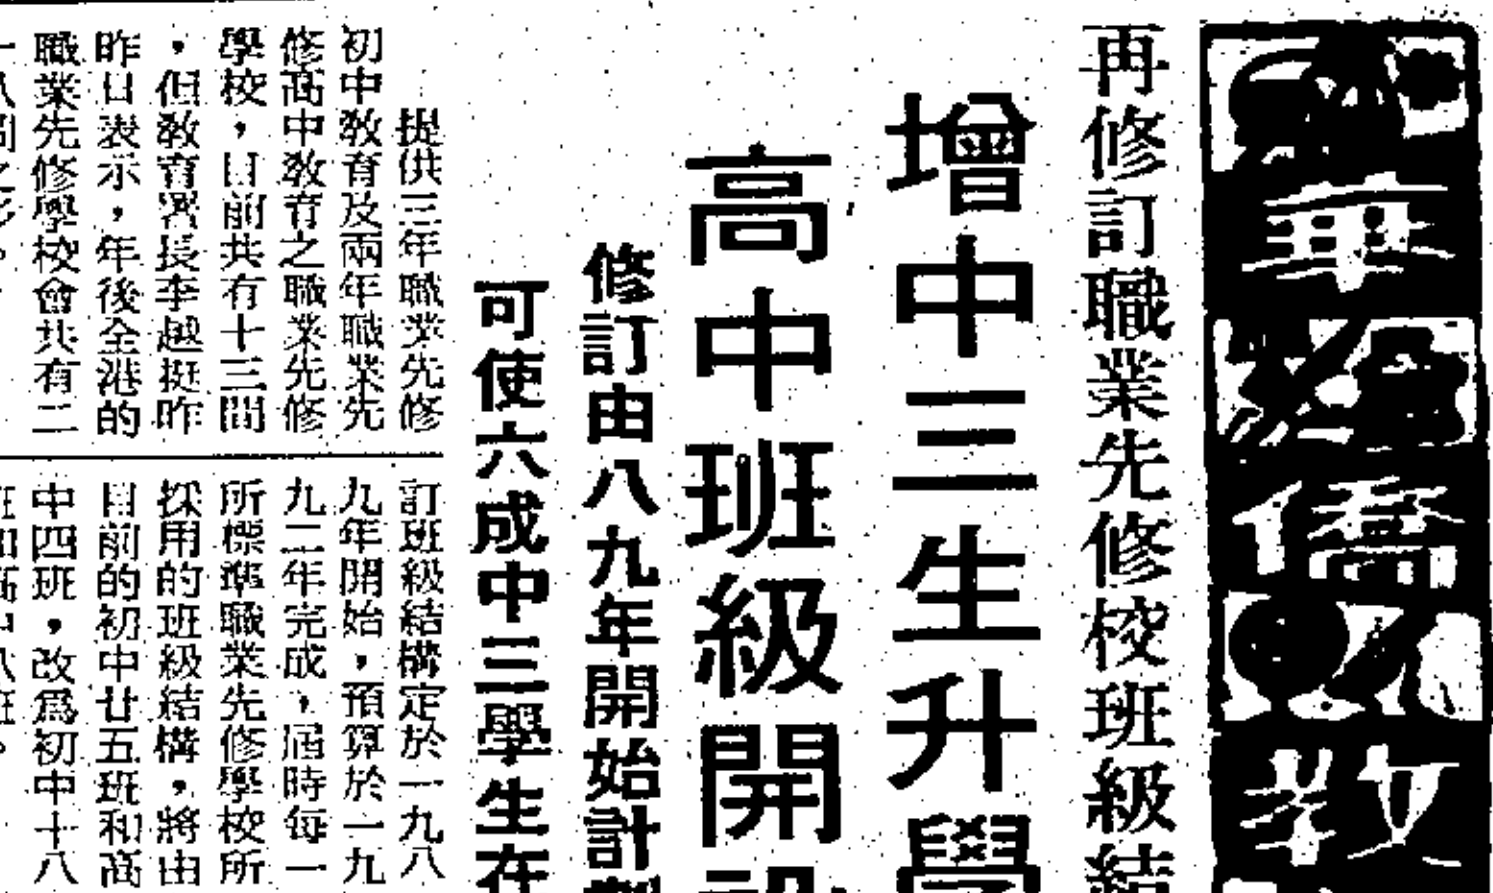 華僑教
再修訂職業先修校班級結
增中三生升學
高中班級開設
修訂由八九年開始計劃
可使六成中三學生在
提供三年職業先修
初中教育及兩年職業先
修高中教育之職業先修
學校，目前共有十三間
，但教育署長李越挺昨
昨日表示，年後全港的
職業先修學校會共有二
訂班級結構定於一九八
九年開始，預算於一九
九二年完成，屆時每一
所標準職業先修學校所
採用的班級結構，將由
目前的初中廿五班和高
中四班，改為初中十八